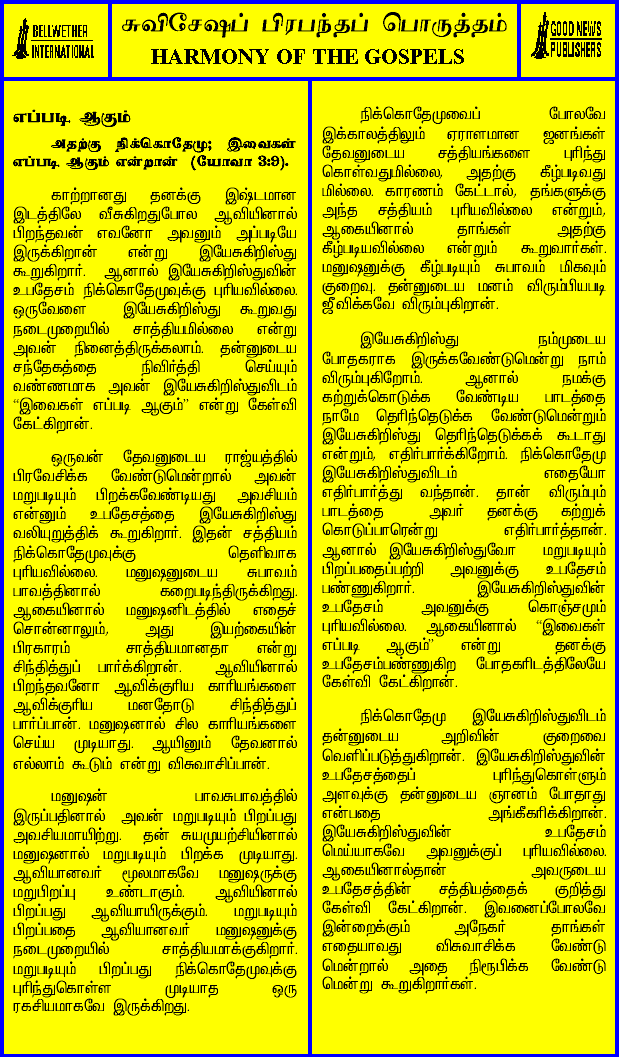 BELLWETHER
INTERNATIONAL
சுவிசேஷப் பிரபந்தப் பொருத்தம்
HARMONY OF THE GOSPELS
GOOD NEWS
PUBLISHERS
எப்படி ஆகும்
அதற்கு நிக்கொதேமு; இவைகள்
எப்படி ஆகும் என்றான் (யோவா 3:9).
காற்றானது தனக்கு இஷ்டமான
இடத்திலே வீசுகிறதுபோல ஆவியினால்
பிறந்தவன் எவனோ அவனும் அப்படியே
இருக்கிறான் என்று இயேசுகிறிஸ்து
கூறுகிறார். ஆனால் இயேசுகிறிஸ்துவின்
உபதேசம் நிக்கொதேமுவுக்கு புரியவில்லை.
ஒருவேளை இயேசுகிறிஸ்து கூறுவது
நடைமுறையில் சாத்தியமில்லை என்று
அவன் நினைத்திருக்கலாம். தன்னுடைய
சந்தேகத்தை நிவிர்த்தி செய்யும்
வண்ணமாக அவன் இயேசுகிறிஸ்துவிடம்
“இவைகள் எப்படி ஆகும்” என்று கேள்வி
கேட்கிறான்.
ஒருவன் தேவனுடைய ராஜ்யத்தில்
பிரவேசிக்க வேண்டுமென்றால் அவன்
மறுபடியும் பிறக்கவேண்டியது அவசியம்
என்னும் உபதேசத்தை இயேசுகிறிஸ்து
வலியுறுத்திக் கூறுகிறார். இதன் சத்தியம்
நிக்கொதேமுவுக்கு தெளிவாக
புரியவில்லை. மனுஷனுடைய சுபாவம்
பாவத்தினால் கறைபடிந்திருக்கிறது.
ஆகையினால் மனுஷனிடத்தில் எதைச்
சொன்னாலும், அது இயற்கையின்
பிரகாரம் சாத்தியமானதா என்று
சிந்தித்துப் பார்க்கிறான். ஆவியினால்
பிறந்தவனோ ஆவிக்குரிய காரியங்களை
ஆவிக்குரிய மனதோடு சிந்தித்துப்
பார்ப்பான். மனுஷனால் சில காரியங்களை
செய்ய முடியாது. ஆயினும் தேவனால்
எல்லாம் கூடும் என்று விசுவாசிப்பான்.
மனுஷன் பாவசுபாவத்தில்
இருப்பதினால் அவன் மறுபடியும் பிறப்பது
அவசியமாயிற்று. தன் சுயமுயற்சியினால்
மனுஷனால் மறுபடியும் பிறக்க முடியாது.
ஆவியானவர் மூலமாகவே மனுஷருக்கு
மறுபிறப்பு உண்டாகும். ஆவியினால்
பிறப்பது ஆவியாயிருக்கும். மறுபடியும்
பிறப்பதை ஆவியானவர் மனுஷனுக்கு
நடைமுறையில் சாத்தியமாக்குகிறார்.
மறுபடியும் பிறப்பது நிக்கொதேமுவுக்கு
புரிந்துகொள்ள முடியாத ஒரு
ரகசியமாகவே இருக்கிறது.
நிக்கொதேமுவைப் போலவே
இக்காலத்திலும் ஏராளமான ஜனங்கள்
தேவனுடைய சத்தியங்களை புரிந்து
கொள்வதுமில்லை, அதற்கு கீழ்படிவது
மில்லை. காரணம் கேட்டால், தங்களுக்கு
அந்த சத்தியம் புரியவில்லை என்றும்,
ஆகையினால் தாங்கள் அதற்கு
கீழ்படியவில்லை என்றும் கூறுவார்கள்.
மனுஷனுக்கு கீழ்படியும் சுபாவம் மிகவும்
குறைவு. தன்னுடைய மனம் விரும்பியபடி
ஜீவிக்கவே விரும்புகிறான்.
இயேசுகிறிஸ்து நம்முடைய
போதகராக இருக்கவேண்டுமென்று நாம்
விரும்புகிறோம். ஆனால் நமக்கு
கற்றுக்கொடுக்க வேண்டிய பாடத்தை
நாமே தெரிந்தெடுக்க வேண்டுமென்றும்
இயேசுகிறிஸ்து தெரிந்தெடுக்கக் கூடாது
என்றும், எதிர்பார்க்கிறோம். நிக்கொதேமு
இயேசுகிறிஸ்துவிடம் எதையோ
எதிர்பார்த்து வந்தான். தான் விரும்பும்
பாடத்தை அவர் தனக்கு கற்றுக்
கொடுப்பாரென்று எதிர்பார்த்தான்.
ஆனால் இயேசுகிறிஸ்துவோ மறுபடியும்
பிறப்பதைப்பற்றி அவனுக்கு உபதேசம்
பண்ணுகிறார். இயேசுகிறிஸ்துவின்
உபதேசம் அவனுக்கு கொஞ்சமும்
புரியவில்லை. ஆகையினால் “இவைகள்
எப்படி ஆகும்” என்று தனக்கு
உபதேசம்பண்ணுகிற போதகரிடத்திலேயே
கேள்வி கேட்கிறான்.
நிக்கொதேமு இயேசுகிறிஸ்துவிடம்
தன்னுடைய அறிவின் குறைவை
வெளிப்படுத்துகிறான். இயேசுகிறிஸ்துவின்
உபதேசத்தைப் புரிந்துகொள்ளும்
அளவுக்கு தன்னுடைய ஞானம் போதாது
என்பதை அங்கீகரிக்கிறான்.
இயேசுகிறிஸ்துவின் உபதேசம்
மெய்யாகவே அவனுக்குப் புரியவில்லை.
ஆகையினால்தான் அவருடைய
உபதேசத்தின் சத்தியத்தைக் குறித்து
கேள்வி கேட்கிறான். இவனைப்போலவே
இன்றைக்கும் அநேகர் தாங்கள்
எதையாவது விசுவாசிக்க வேண்டு
மென்றால் அதை நிரூபிக்க வேண்டு
மென்று கூறுகிறார்கள்.